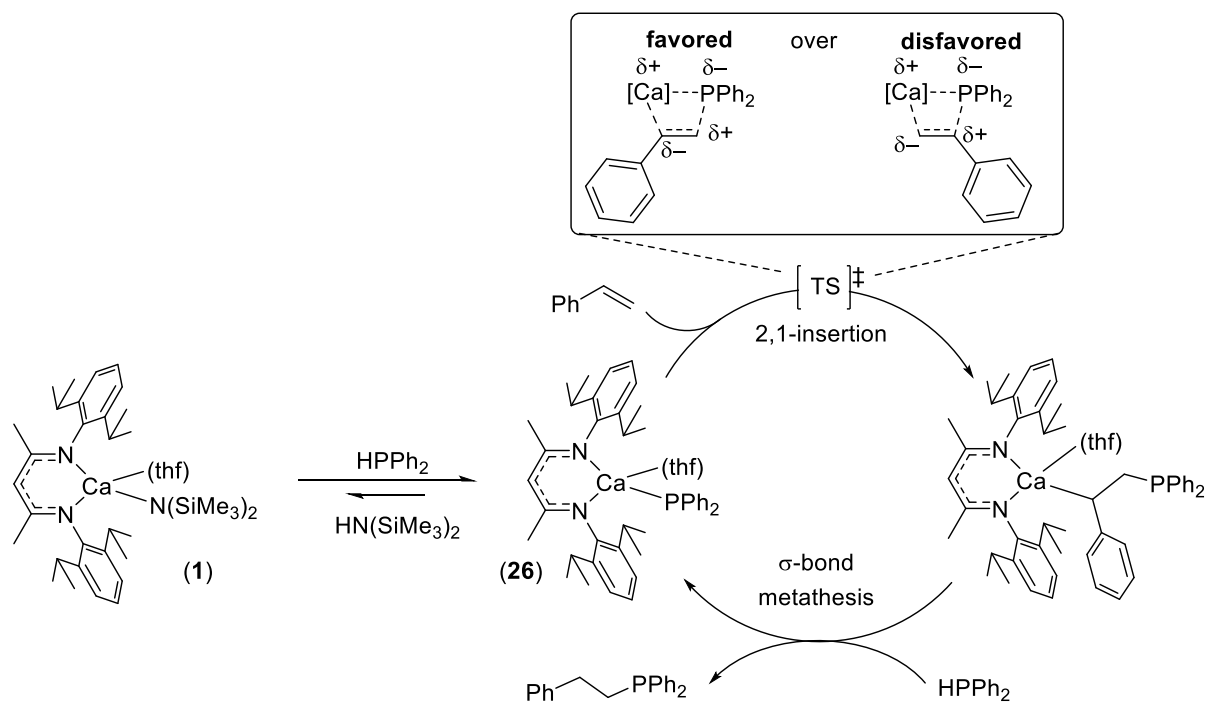 favored over disfavored
δ+ δ– δ+ δ–
[Ca] PPh2 [Ca] PPh2
δ– δ+ δ– δ+
Ph [TS]‡
2,1-insertion
N N N
(thf) HPPh2 (thf) (thf)
Ca Ca Ca PPh2
N N(SiMe3)2 HN(SiMe3)2 N PPh2 N
(1) (26) σ-bond
metathesis
Ph PPh2 HPPh2